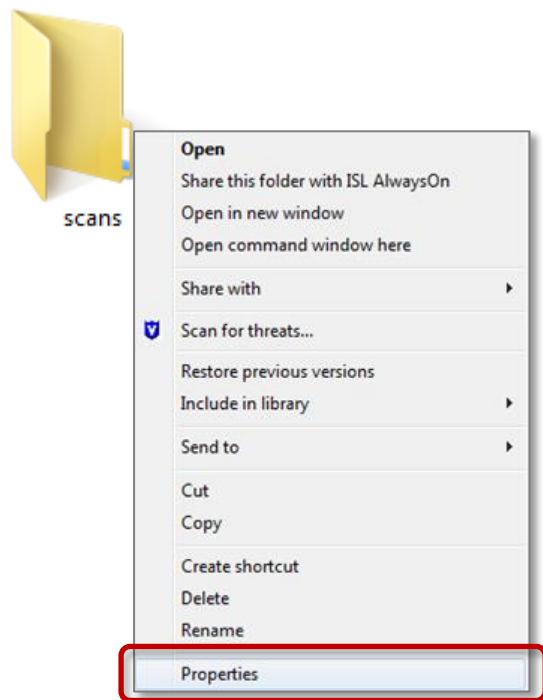 scans
Open
Share this folder with ISL AlwaysOn
Open in new window
Open command window here
Share with
Scan for threats...
Restore previous versions
Include in library
Send to
Cut
Copy
Create shortcut
Delete
Rename
Properties